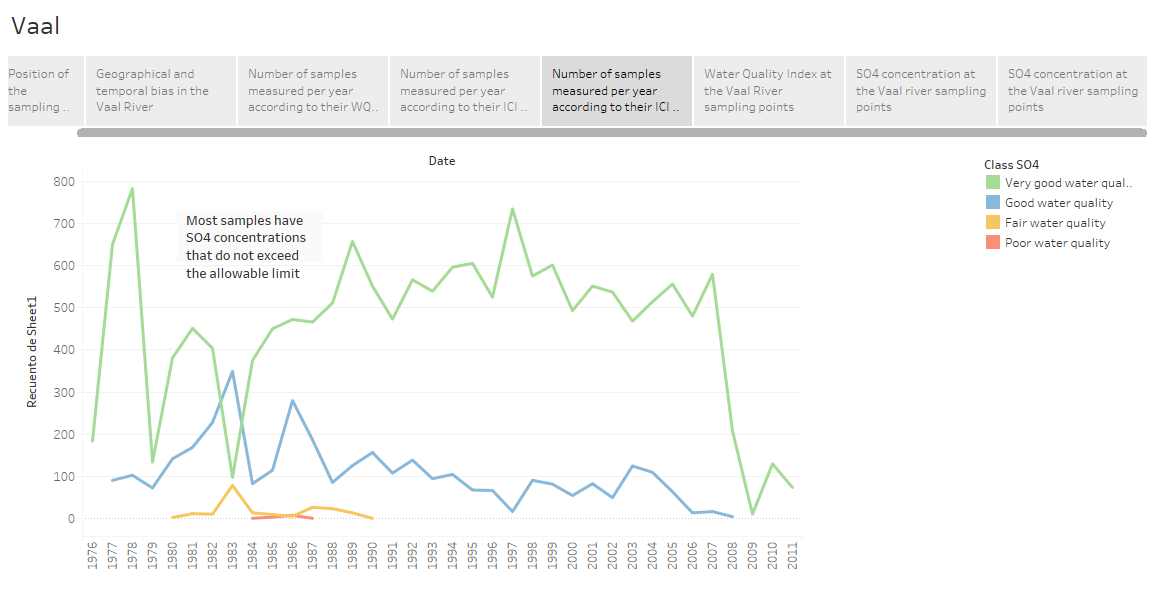 Vaal
Position of
the
sampling ..
Geographical and
temporal bias in the
Vaal River
Number of samples
measured per year
according to their WQ..
Number of samples
measured per year
according to their ICI ..
Number of samples
measured per year
according to their ICI ..
Water Quality Index at
the Vaal River
sampling points
SO4 concentration at
the Vaal river sampling
points
SO4 concentration at
the Vaal river sampling
points
Date
Class SO4
Very good water qual..
Good water quality
Fair water quality
Poor water quality
Most samples have
SO4 concentrations
that do not exceed
the allowable limit
Recuento de Sheet1
800
700
600
500
400
300
200
100
0
1976
1977
1978
1979
1980
1981
1982
1983
1984
1985
1986
1987
1988
1989
1990
1991
1992
1993
1994
1995
1996
1997
1998
1999
2000
2001
2002
2003
2004
2005
2006
2007
2008
2009
2010
2011